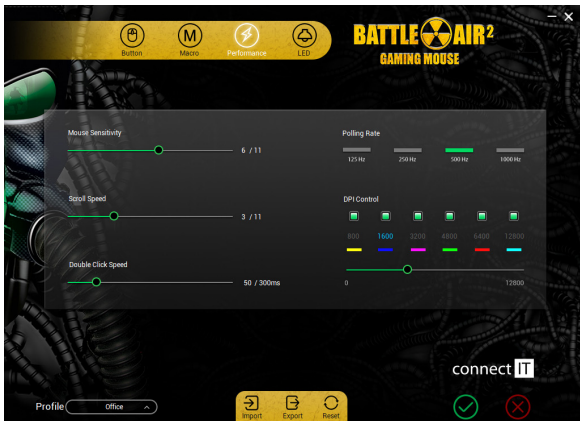 BATTLE AIR²
GAMING MOUSE
Button Macro Performance LED
Mouse Sensitivity
6 / 11
Polling Rate
125 Hz 250 Hz 500 Hz 1000 Hz
Scroll Speed
3 / 11
DPI Control
800 1600 3200 4800 6400 12800
Double Click Speed
50 / 300ms
0 12800
connect IT
Profile Office
Import Export Reset